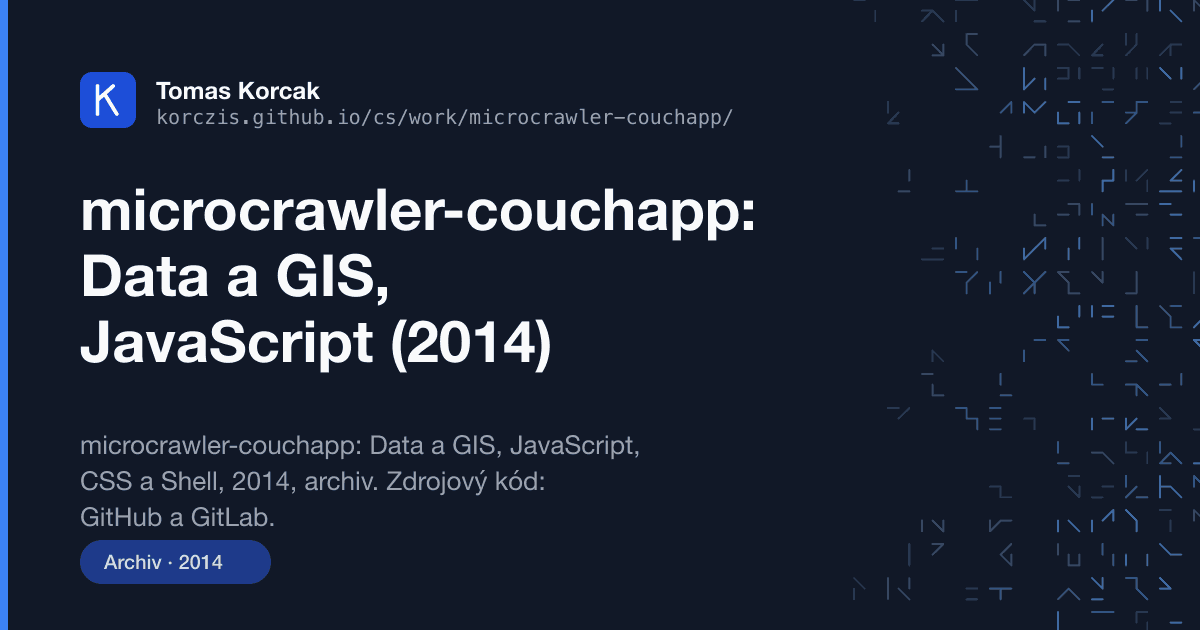 K
Tomas Korcak
korczis.github.io/cs/work/microcrawler-couchapp/
microcrawler-couchapp:
Data a GIS,
JavaScript (2014)
microcrawler-couchapp: Data a GIS, JavaScript,
CSS a Shell, 2014, archiv. Zdrojový kód:
GitHub a GitLab.
Archiv · 2014